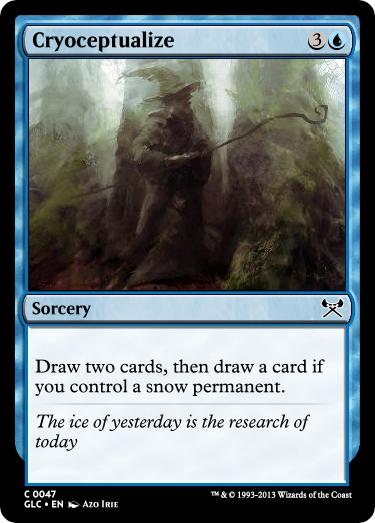 Cryoceptualize 3
Sorcery
Draw two cards, then draw a card if
you control a snow permanent.
The ice of yesterday is the research of
today
C 0047
GLC • EN Azo Irie
™ & © 1993-2013 Wizards of the Coast